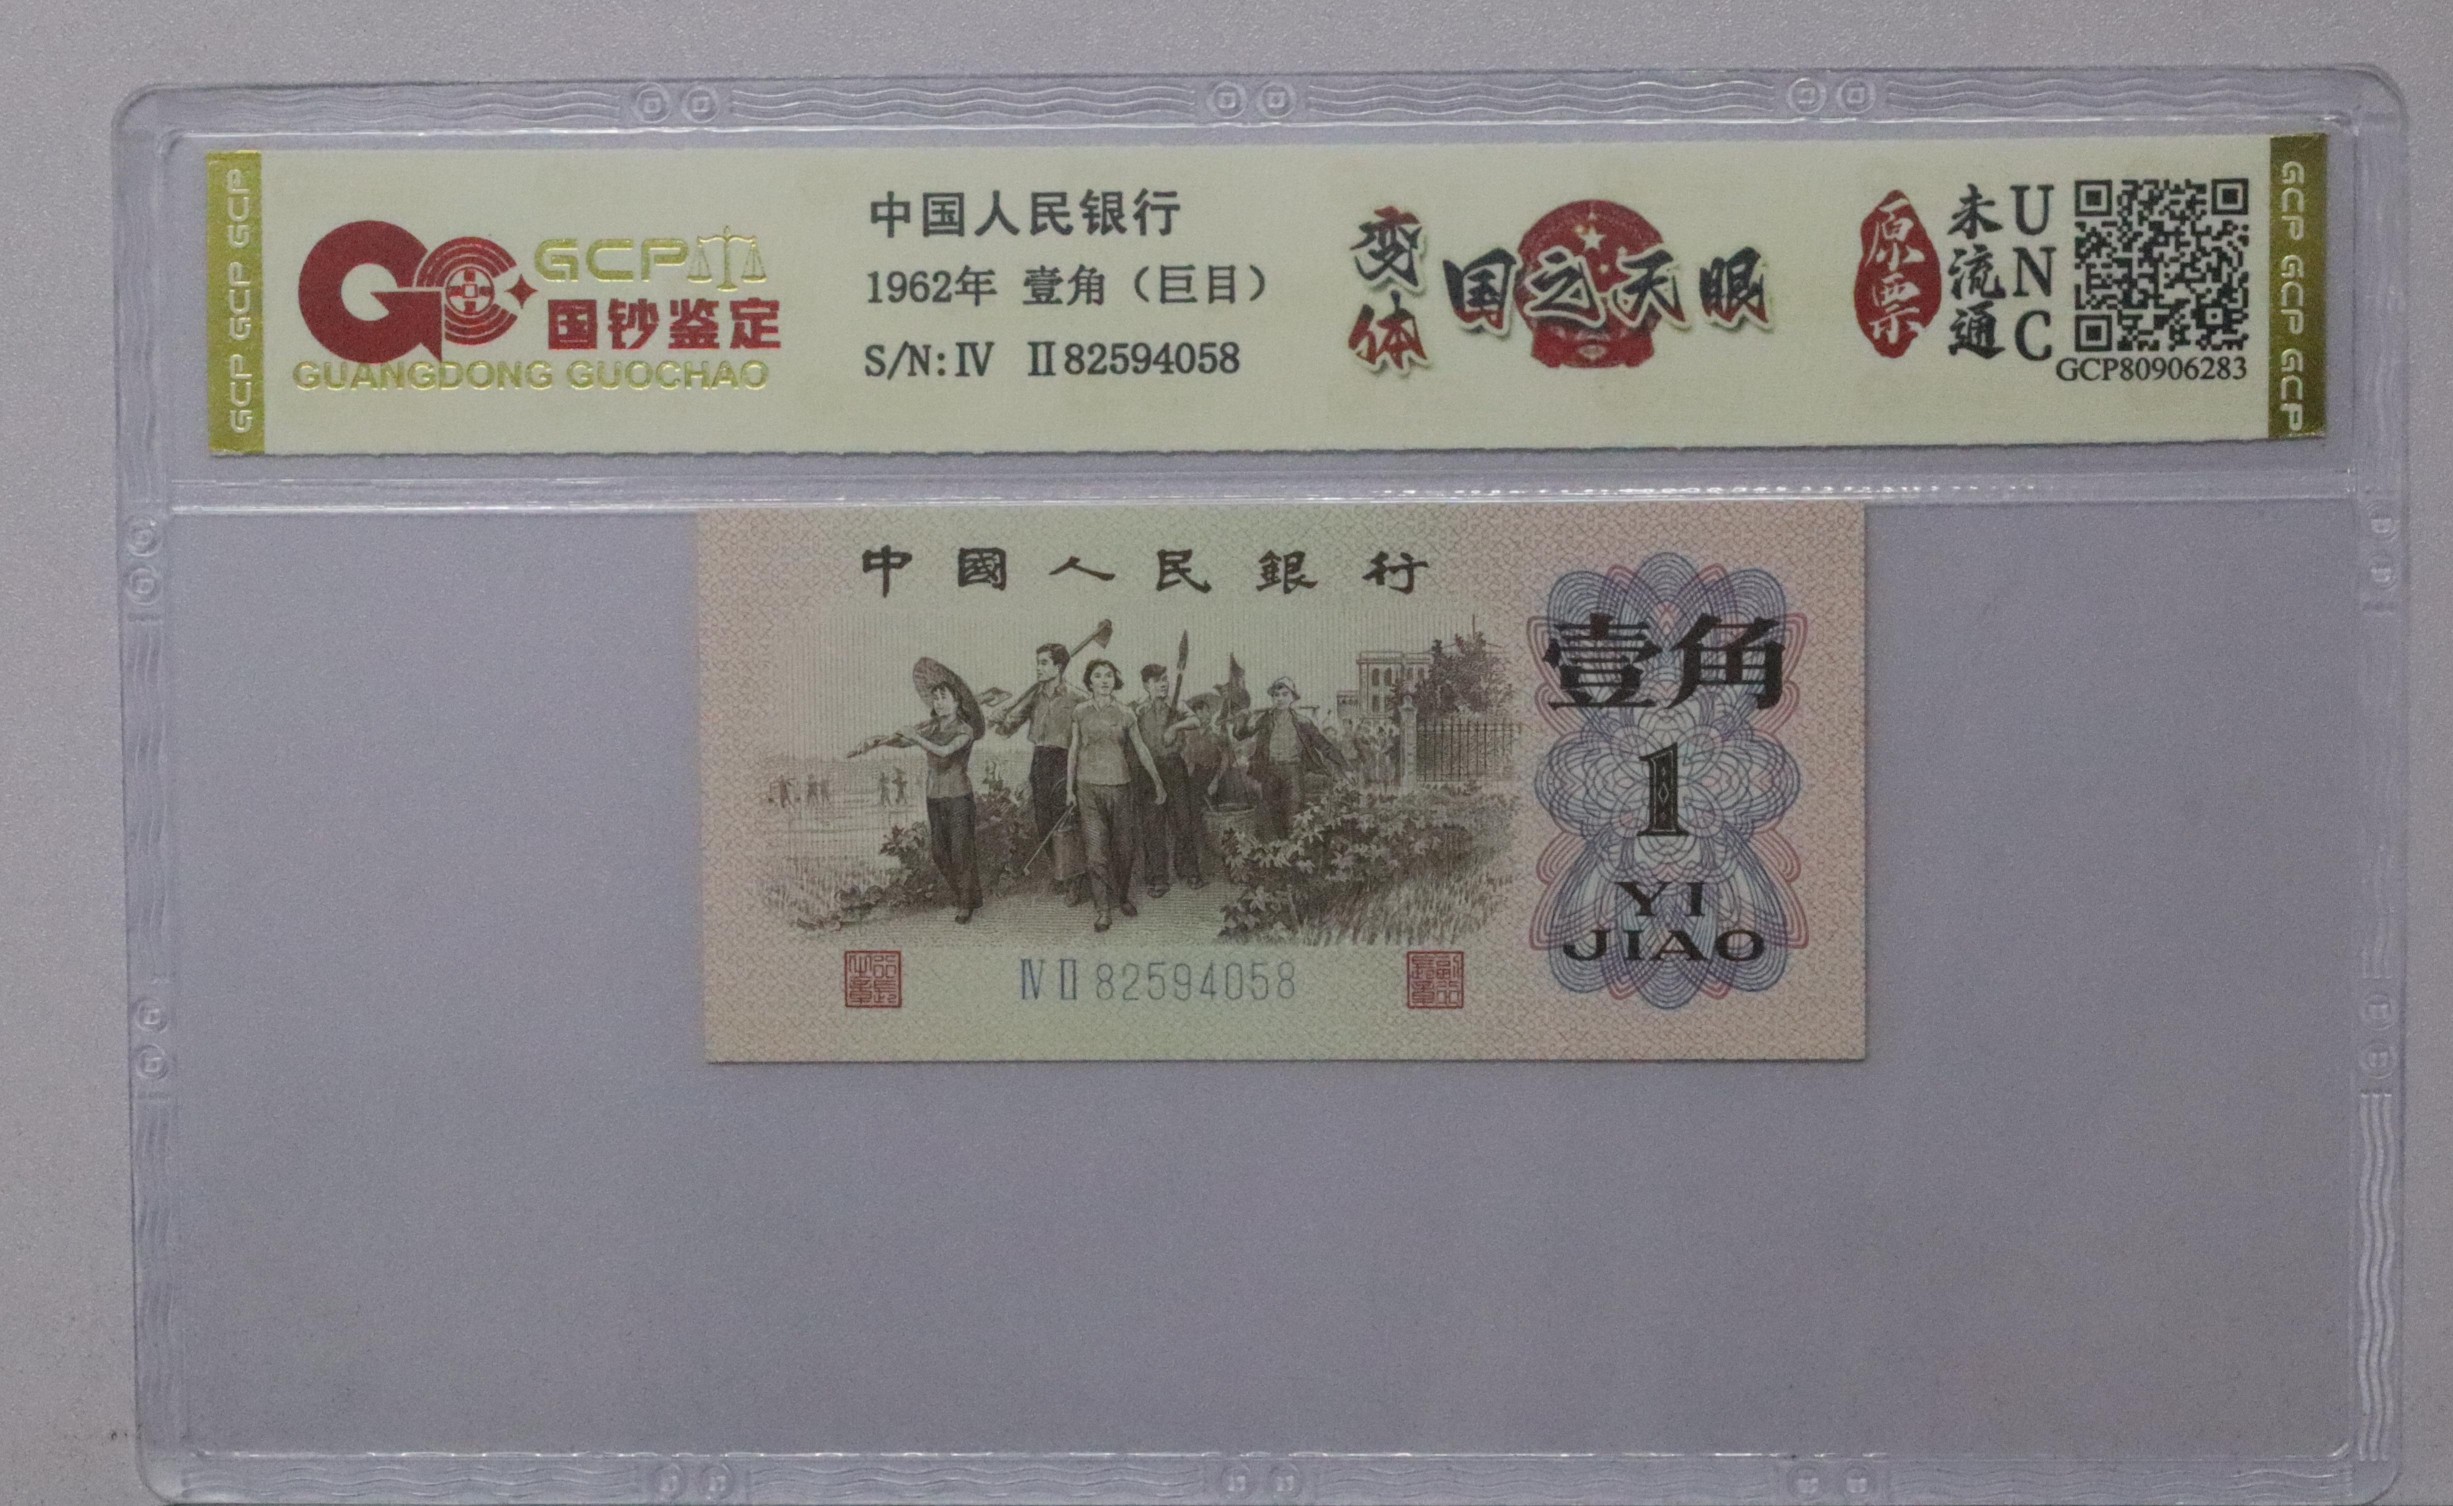 GCP GCP GCP
GCP
国钞鉴定
GUANGDONG GUOCHAO
中国人民银行
1962年 壹角（巨目）
S/N: Ⅳ Ⅱ82594058
变体
国之天眼
原票
未流通
UNC
GCP80906283
GCP GCP GCP
中國人民銀行
壹角
1
YI
JIAO
Ⅳ Ⅱ 82594058